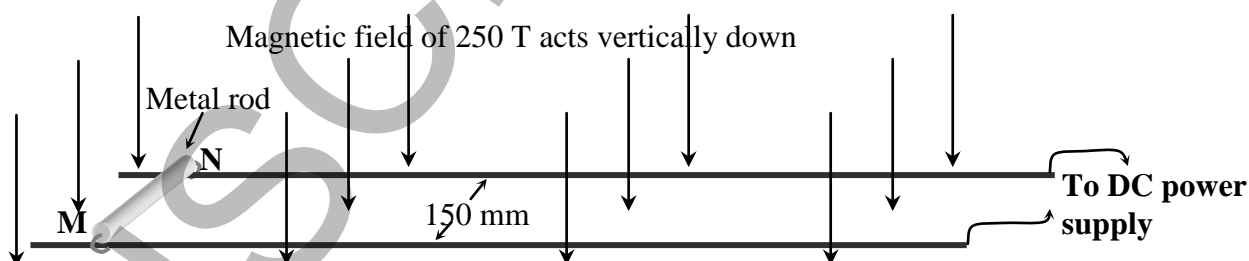 Magnetic field of 250 T acts vertically down
Metal rod
N
M
150 mm
To DC power
supply